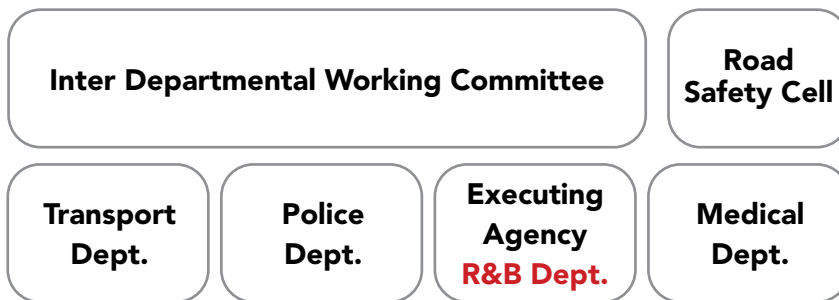 Inter Departmental Working Committee
Road
Safety Cell
Transport
Dept.
Police
Dept.
Executing
Agency
R&B Dept.
Medical
Dept.